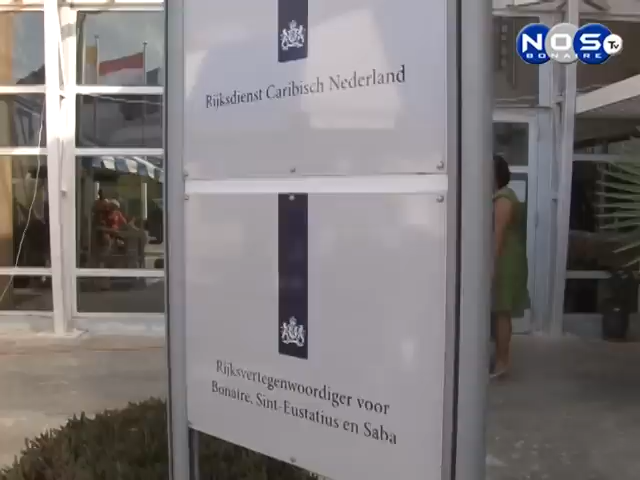 NOS TV
BONAIRE
Rijksdienst Caribisch Nederland
Rijksvertegenwoordiger voor
Bonaire, Sint-Eustatius en Saba